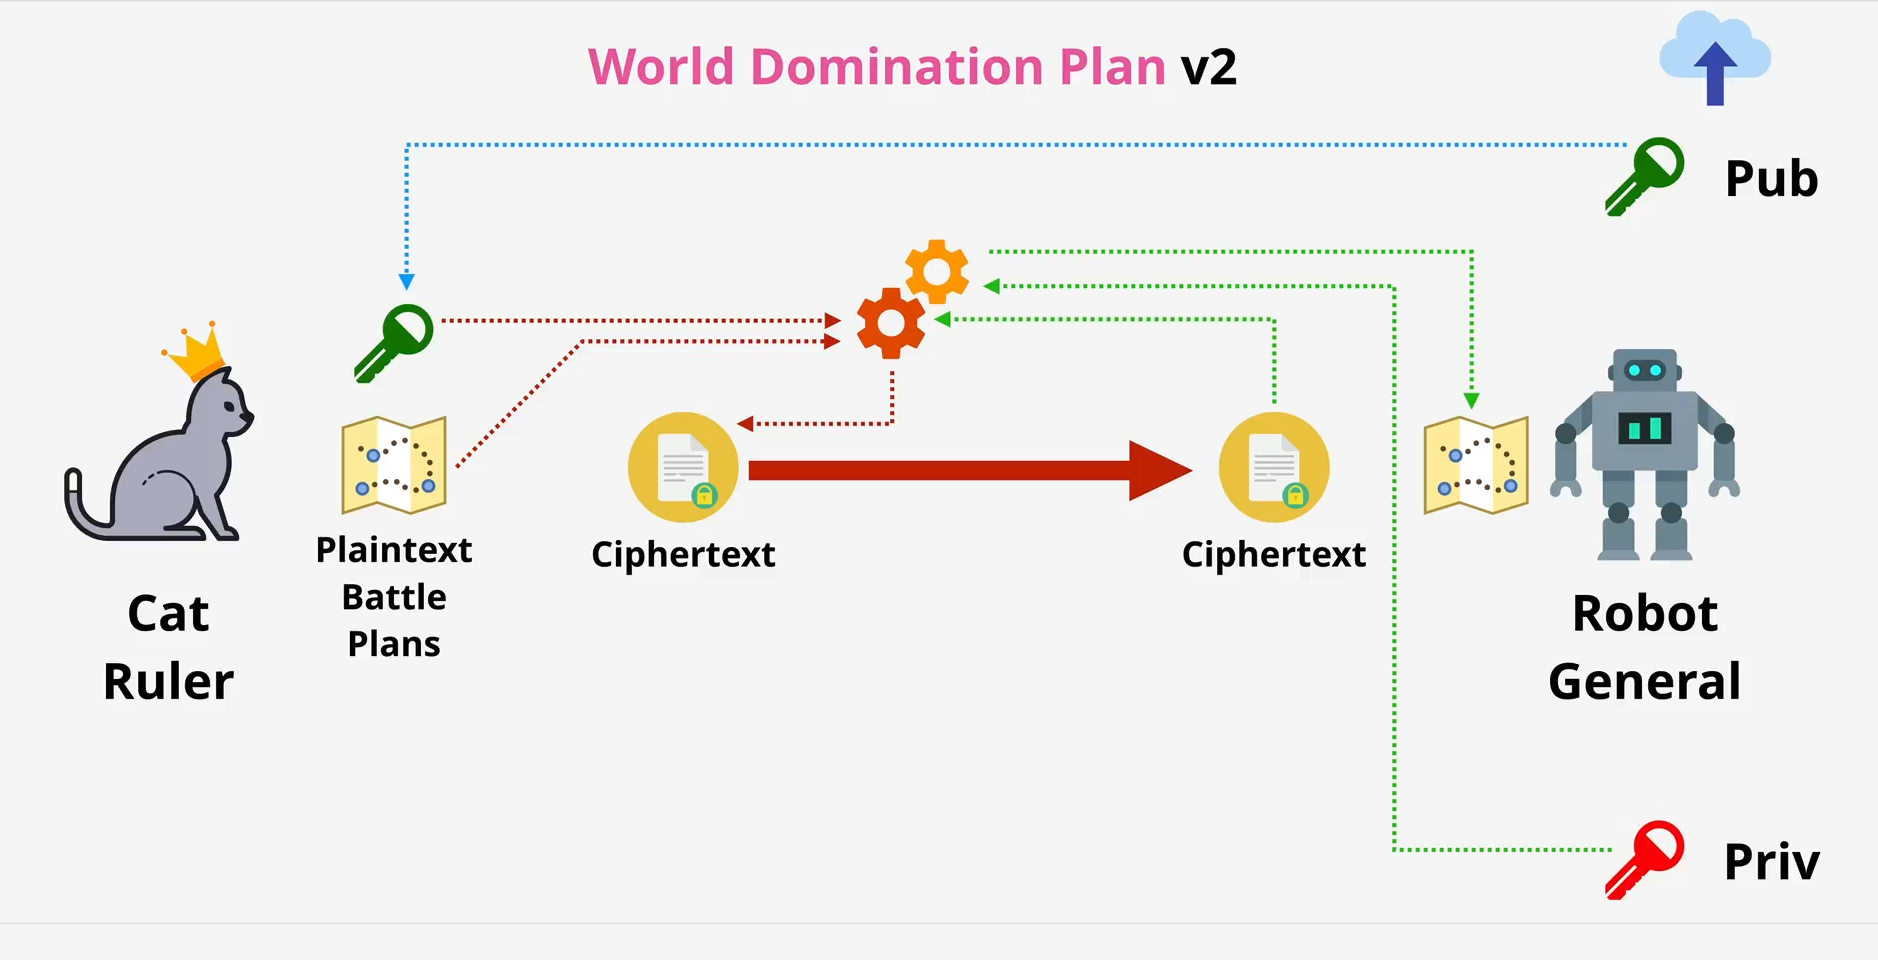 World Domination Plan v2
Pub
Plaintext
Battle
Plans
Ciphertext
Ciphertext
Cat
Ruler
Robot
General
Priv